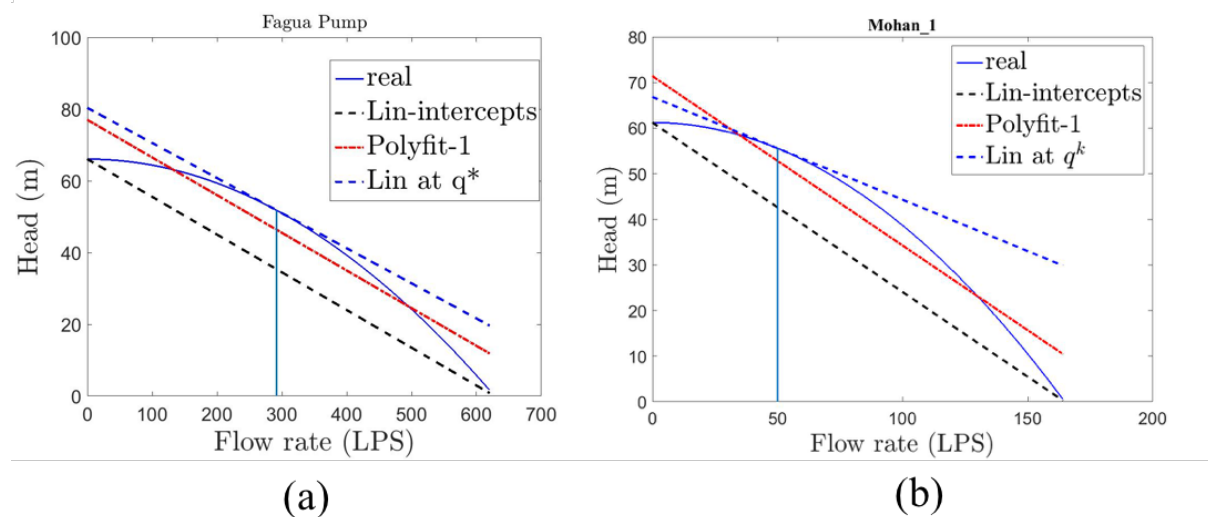 Fagua Pump
100
80
60
40
20
0
Head (m)
real
Lin-intercepts
Polyfit-1
Lin at q*
0 100 200 300 400 500 600 700
Flow rate (LPS)
(a)
Mohan_1
80
70
60
50
40
30
20
10
0
Head (m)
real
Lin-intercepts
Polyfit-1
Lin at qᵏ
0 50 100 150 200
Flow rate (LPS)
(b)